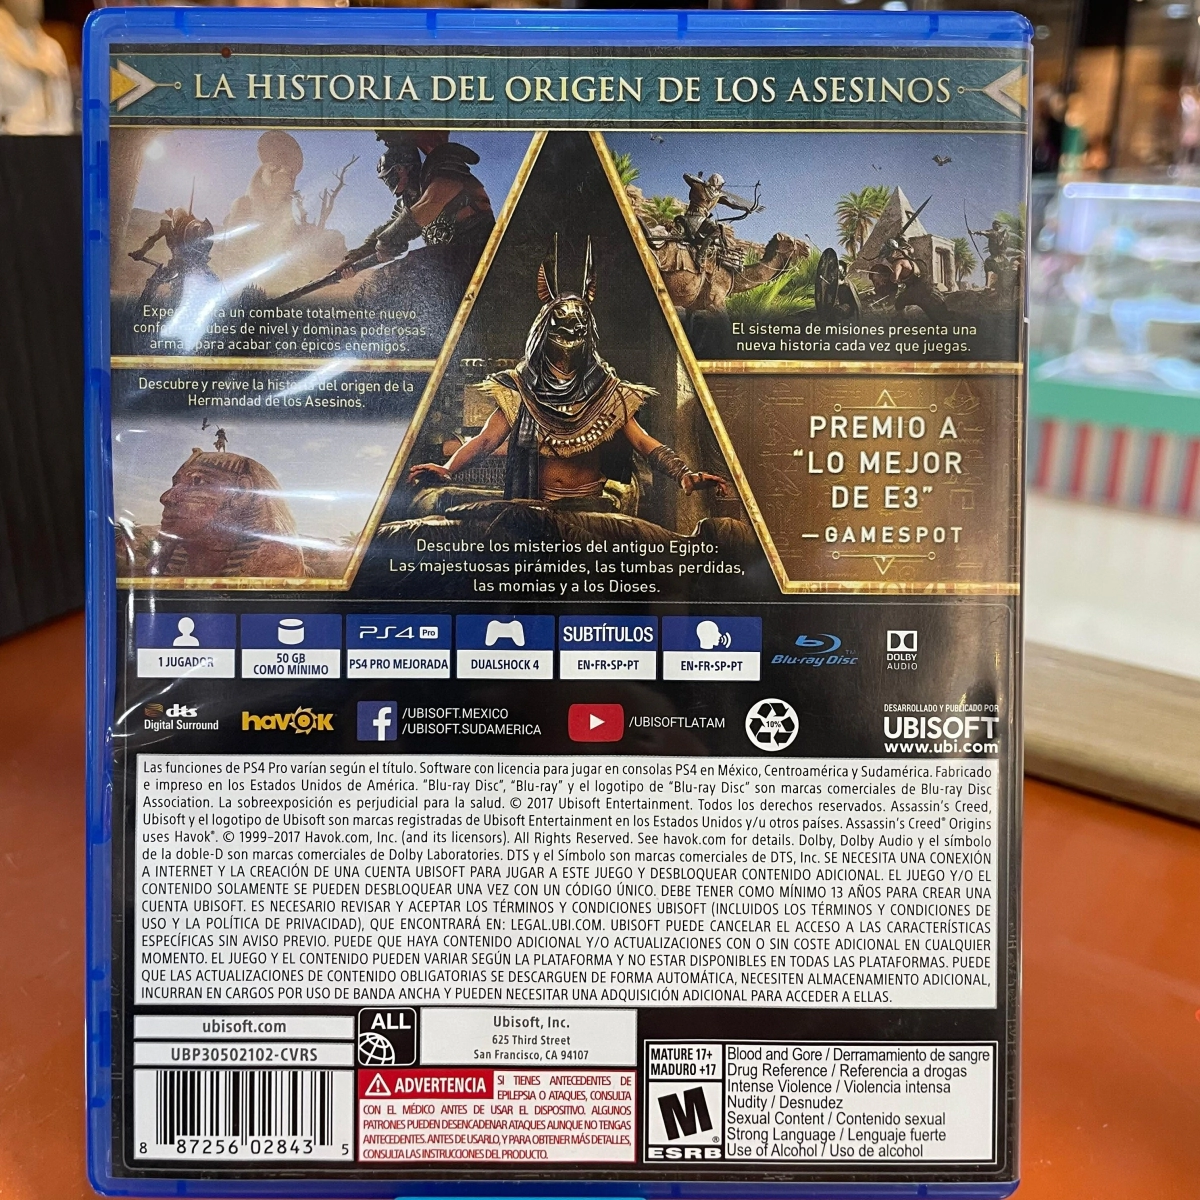 LA HISTORIA DEL ORIGEN DE LOS ASESINOS
un combate totalmente nuevo
de nivel y dominas poderosas
para acabar con épicos enemigos.
El sistema de misiones presenta una
nueva historia cada vez que juegas.
Descubre y revive la historia del origen de la
Hermandad de los Asesinos.
PREMIO A
“LO MEJOR
DE E3”
—GAMESPOT
Descubre los misterios del antiguo Egipto:
Las majestuosas pirámides, las tumbas perdidas,
las momias y a los Dioses.
1 JUGADOR
50 GB
COMO MÍNIMO
PS4 Pro
PS4 PRO MEJORADA
DUALSHOCK 4
SUBTÍTULOS
EN•FR•SP•PT
EN•FR•SP•PT
Blu-ray Disc™
DOLBY
AUDIO
dts
Digital Surround
havok
/UBISOFT.MEXICO
/UBISOFT.SUDAMERICA
/UBISOFTLATAM
10%
DESARROLLADO Y PUBLICADO POR
UBISOFT
www.ubi.com
Las funciones de PS4 Pro varían según el título. Software con licencia para jugar en consolas PS4 en México, Centroamérica y Sudamérica. Fabricado
e impreso en los Estados Unidos de América. “Blu-ray Disc”, “Blu-ray” y el logotipo de “Blu-ray Disc” son marcas comerciales de Blu-ray Disc
Association. La sobreexposición es perjudicial para la salud. © 2017 Ubisoft Entertainment. Todos los derechos reservados. Assassin’s Creed,
Ubisoft y el logotipo de Ubisoft son marcas registradas de Ubisoft Entertainment en los Estados Unidos y/u otros países. Assassin’s Creed® Origins
uses Havok®. © 1999–2017 Havok.com, Inc. (and its licensors). All Rights Reserved. See havok.com for details. Dolby, Dolby Audio y el símbolo
de la doble-D son marcas comerciales de Dolby Laboratories. DTS y el Símbolo son marcas comerciales de DTS, Inc. SE NECESITA UNA CONEXIÓN
A INTERNET Y LA CREACIÓN DE UNA CUENTA UBISOFT PARA JUGAR A ESTE JUEGO Y DESBLOQUEAR CONTENIDO ADICIONAL. EL JUEGO Y/O EL
CONTENIDO SOLAMENTE SE PUEDEN DESBLOQUEAR UNA VEZ CON UN CÓDIGO ÚNICO. DEBE TENER COMO MÍNIMO 13 AÑOS PARA CREAR UNA
CUENTA UBISOFT. ES NECESARIO REVISAR Y ACEPTAR LOS TÉRMINOS Y CONDICIONES UBISOFT (INCLUIDOS LOS TÉRMINOS Y CONDICIONES DE
USO Y LA POLÍTICA DE PRIVACIDAD), QUE ENCONTRARÁ EN: LEGAL.UBI.COM. UBISOFT PUEDE CANCELAR EL ACCESO A LAS CARACTERÍSTICAS
ESPECÍFICAS SIN AVISO PREVIO. PUEDE QUE HAYA CONTENIDO ADICIONAL Y/O ACTUALIZACIONES CON O SIN COSTE ADICIONAL EN CUALQUIER
MOMENTO. EL JUEGO Y EL CONTENIDO PUEDEN VARIAR SEGÚN LA PLATAFORMA Y NO ESTAR DISPONIBLES EN TODAS LAS PLATAFORMAS. PUEDE
QUE LAS ACTUALIZACIONES DE CONTENIDO OBLIGATORIAS SE DESCARGUEN DE FORMA AUTOMÁTICA, NECESITEN ALMACENAMIENTO ADICIONAL,
INCURRAN EN CARGOS POR USO DE BANDA ANCHA Y PUEDEN NECESITAR UNA ADQUISICIÓN ADICIONAL PARA ACCEDER A ELLAS.
ubisoft.com
UBP30502102-CVRS
8 87256 02843 5
ALL
Ubisoft, Inc.
625 Third Street
San Francisco, CA 94107
ADVERTENCIA SI TIENES ANTECEDENTES DE
EPILEPSIA O ATAQUES, CONSULTA
CON EL MÉDICO ANTES DE USAR EL DISPOSITIVO. ALGUNOS
PATRONES PUEDEN DESENCADENAR ATAQUES AUNQUE NO TENGAS
ANTECEDENTES. ANTES DE USARLO, Y PARA OBTENER MÁS DETALLES,
CONSULTA LAS INSTRUCCIONES DEL PRODUCTO.
MATURE 17+
MADURO +17
M
®
ESRB
Blood and Gore / Derramamiento de sangre
Drug Reference / Referencia a drogas
Intense Violence / Violencia intensa
Nudity / Desnudez
Sexual Content / Contenido sexual
Strong Language / Lenguaje fuerte
Use of Alcohol / Uso de alcohol